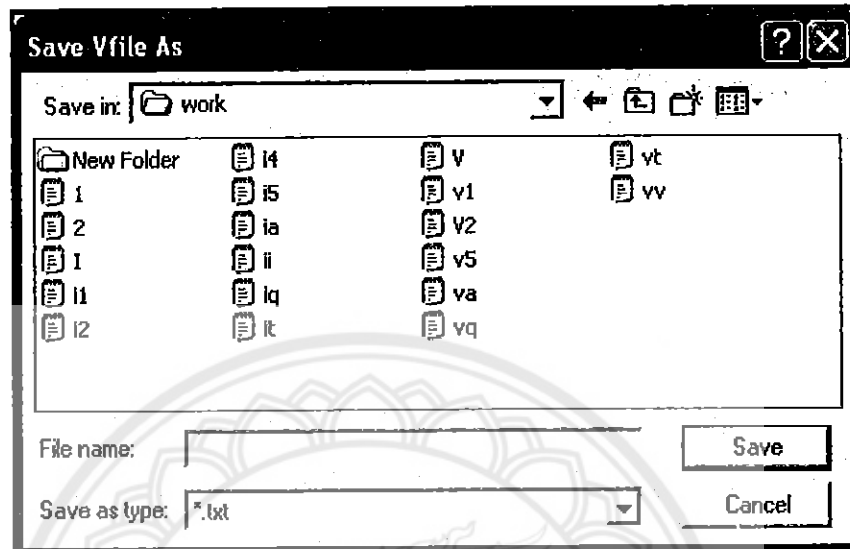 Save Vfile As
Save in: work
New Folder i4 V vt
1 i5 v1 vv
2 ia V2
I ii v5
i1 iq va
i2 it vq
File name: Save
Save as type: *.txt Cancel